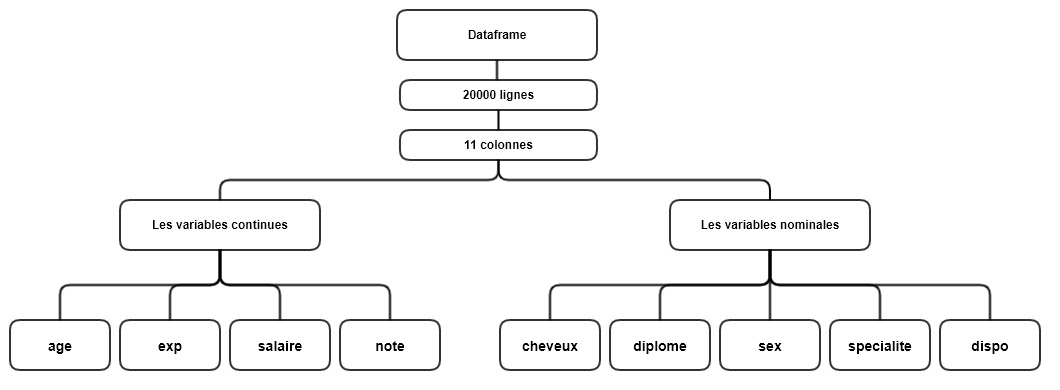 Dataframe
20000 lignes
11 colonnes
Les variables continues
Les variables nominales
age
exp
salaire
note
cheveux
diplome
sex
specialite
dispo